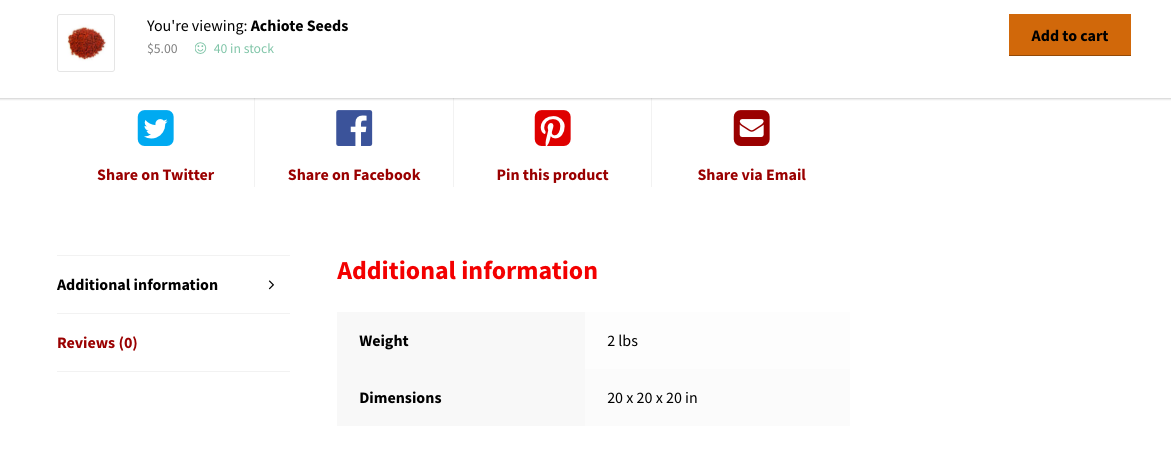 You're viewing: Achiote Seeds
$5.00 40 in stock
Add to cart
Share on Twitter
Share on Facebook
Pin this product
Share via Email
Additional information
Reviews (0)
Additional information
Weight 2 lbs
Dimensions 20 x 20 x 20 in